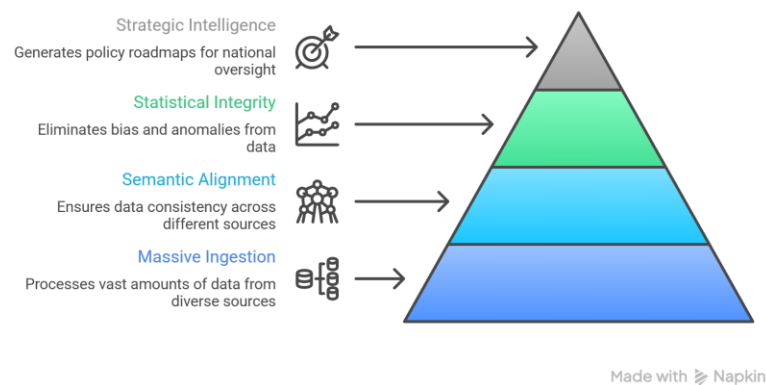 Strategic Intelligence
Generates policy roadmaps for national
oversight
Statistical Integrity
Eliminates bias and anomalies from
data
Semantic Alignment
Ensures data consistency across
different sources
Massive Ingestion
Processes vast amounts of data from
diverse sources
Made with Napkin